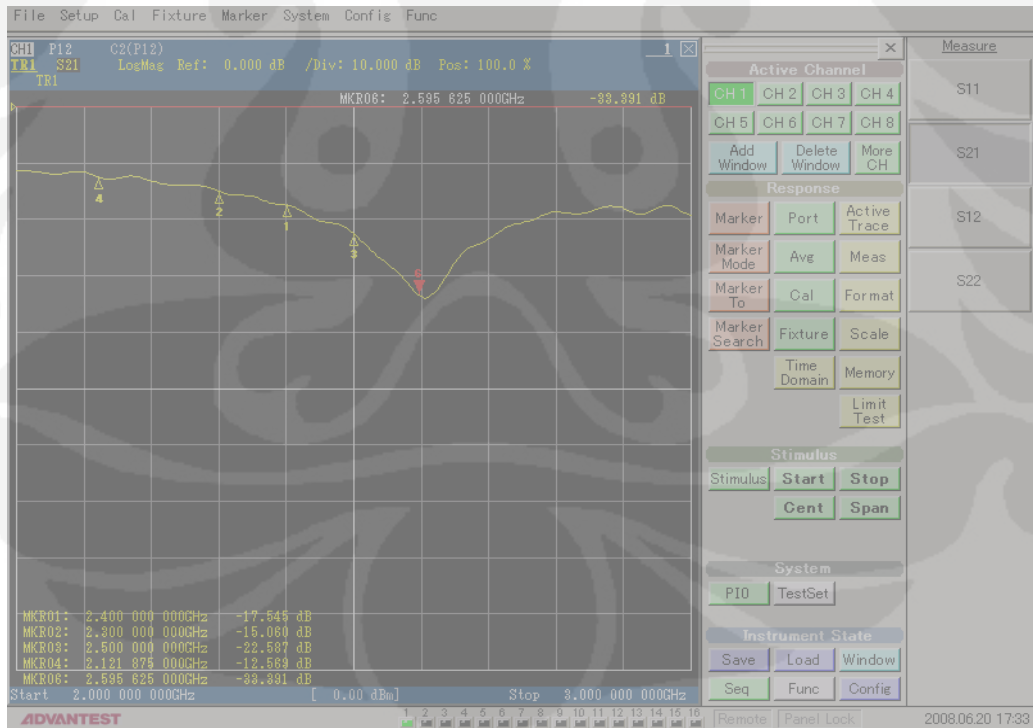 File Setup Cal Fixture Marker System Config Func
CH1 P12 C2(P12) 1
TR1 S21 LogMag Ref: 0.000 dB /Div: 10.000 dB Pos: 100.0 %
TR1
MKR06: 2.595 625 000GHz -33.391 dB
4
2
1
3
MKR01: 2.400 000 000GHz -17.545 dB
MKR02: 2.300 000 000GHz -15.060 dB
MKR03: 2.500 000 000GHz -22.587 dB
MKR04: 2.121 875 000GHz -12.569 dB
MKR06: 2.595 625 000GHz -33.391 dB
Start 2.000 000 000GHz [ 0.00 dBm] Stop 3.000 000 000GHz
Active Channel
CH 1 CH 2 CH 3 CH 4
CH 5 CH 6 CH 7 CH 8
Add Window Delete Window More CH
Response
Marker Port Active Trace
Marker Mode Avg Meas
Marker To Cal Format
Marker Search Fixture Scale
Time Domain Memory
Limit Test
Stimulus
Stimulus Start Stop
Cent Span
System
PIO TestSet
Instrument State
Save Load Window
Seq Func Config
Measure
S11
S21
S12
S22
ADVANTEST 1 2 3 4 5 6 7 8 9 10 11 12 13 14 15 16 Remote Panel Lock 2008.06.20 17:32